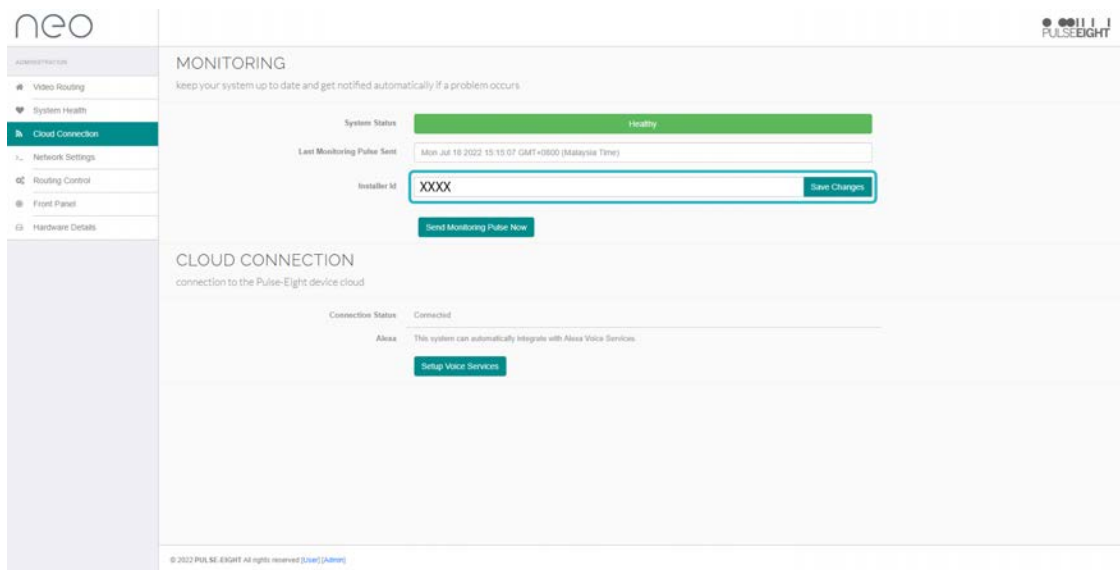 neo
PULSEEIGHT
ADMINISTRATION
Video Routing
System Health
Cloud Connection
Network Settings
Routing Control
Front Panel
Hardware Details
MONITORING
keep your system up to date and get notified automatically if a problem occurs
System Status Healthy
Last Monitoring Pulse Sent Mon Jul 16 2022 15:15:07 GMT+0800 (Malaysia Time)
Installer Id XXXX Save Changes
Send Monitoring Pulse Now
CLOUD CONNECTION
connection to the Pulse-Eight device cloud
Connection Status Connected
Alexa This system can automatically integrate with Alexa Voice Services
Setup Voice Services
© 2022 PULSE-EIGHT All rights reserved [User] [Admin]